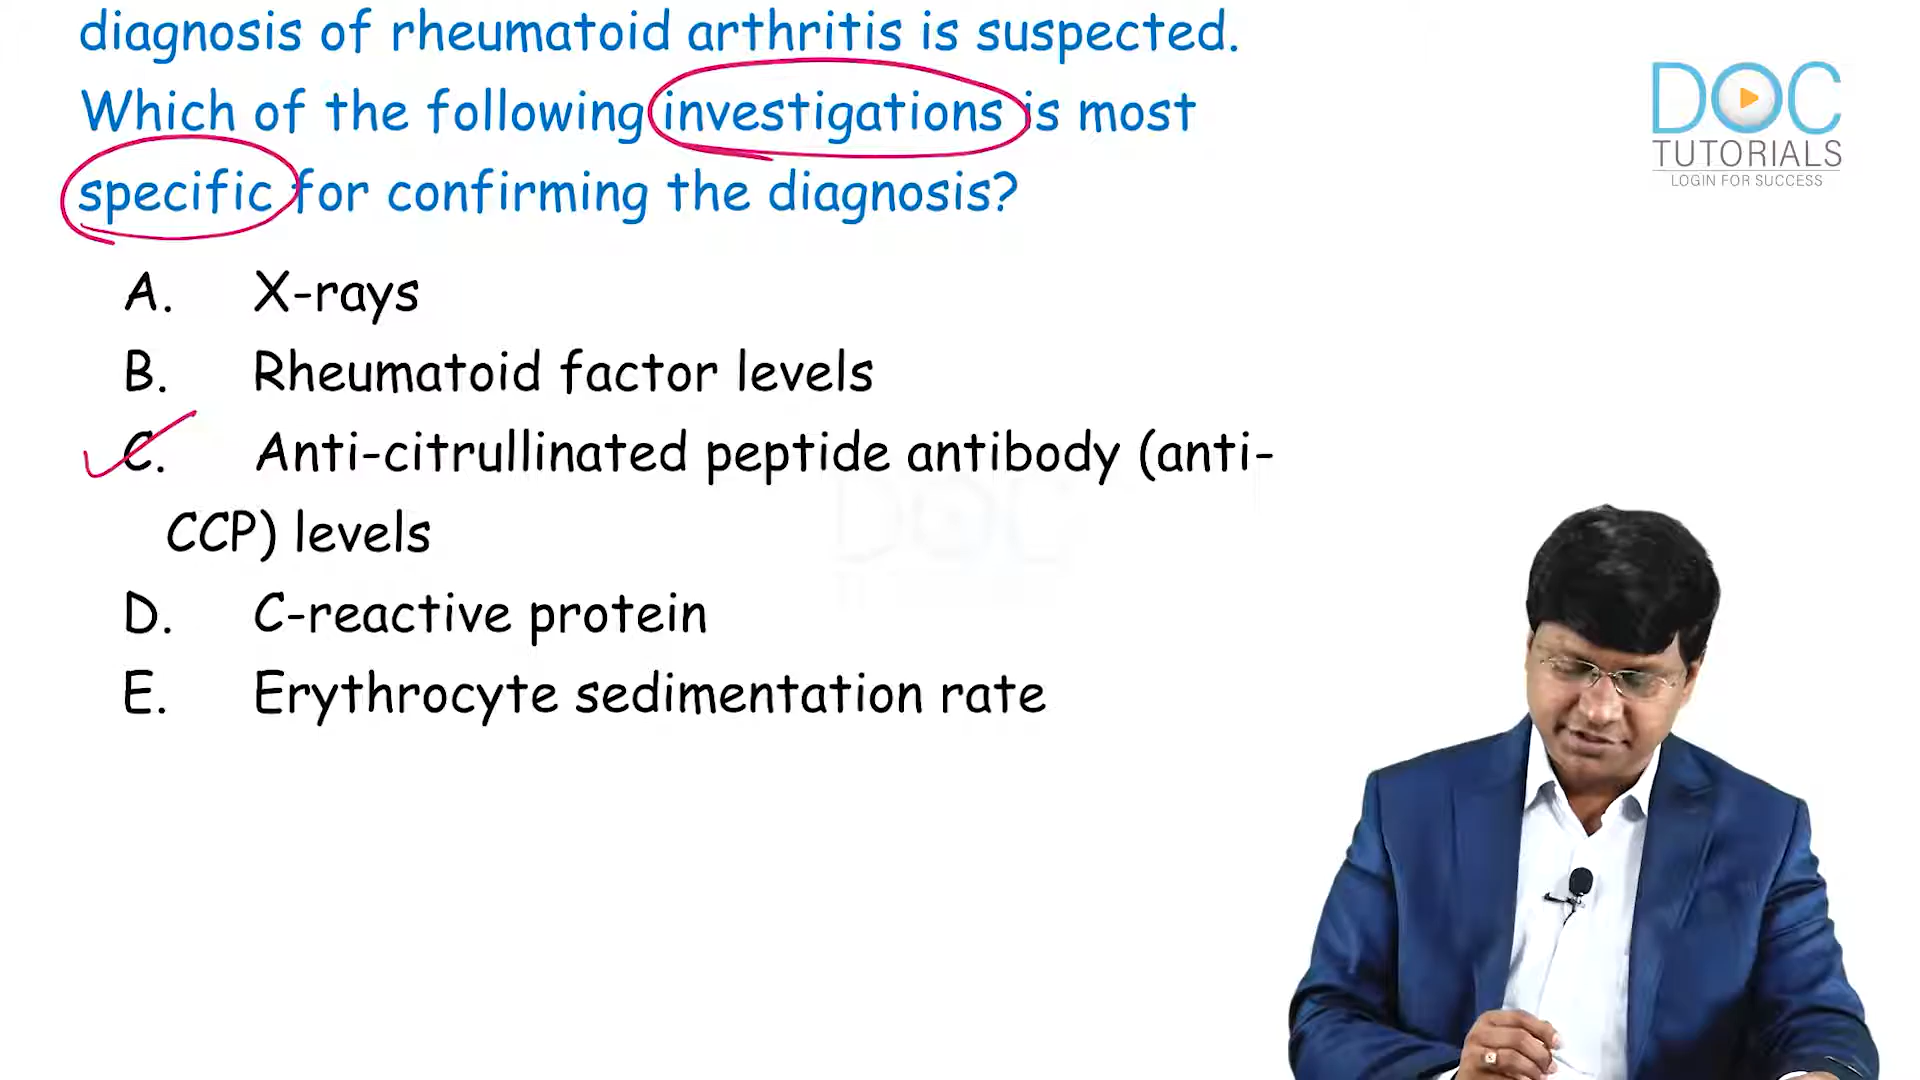 diagnosis of rheumatoid arthritis is suspected.
Which of the following investigations is most
specific for confirming the diagnosis?
A. X-rays
B. Rheumatoid factor levels
C. Anti-citrullinated peptide antibody (anti-
CCP) levels
D. C-reactive protein
E. Erythrocyte sedimentation rate
DOC
TUTORIALS
LOGIN FOR SUCCESS
DOC
TUTORIALS